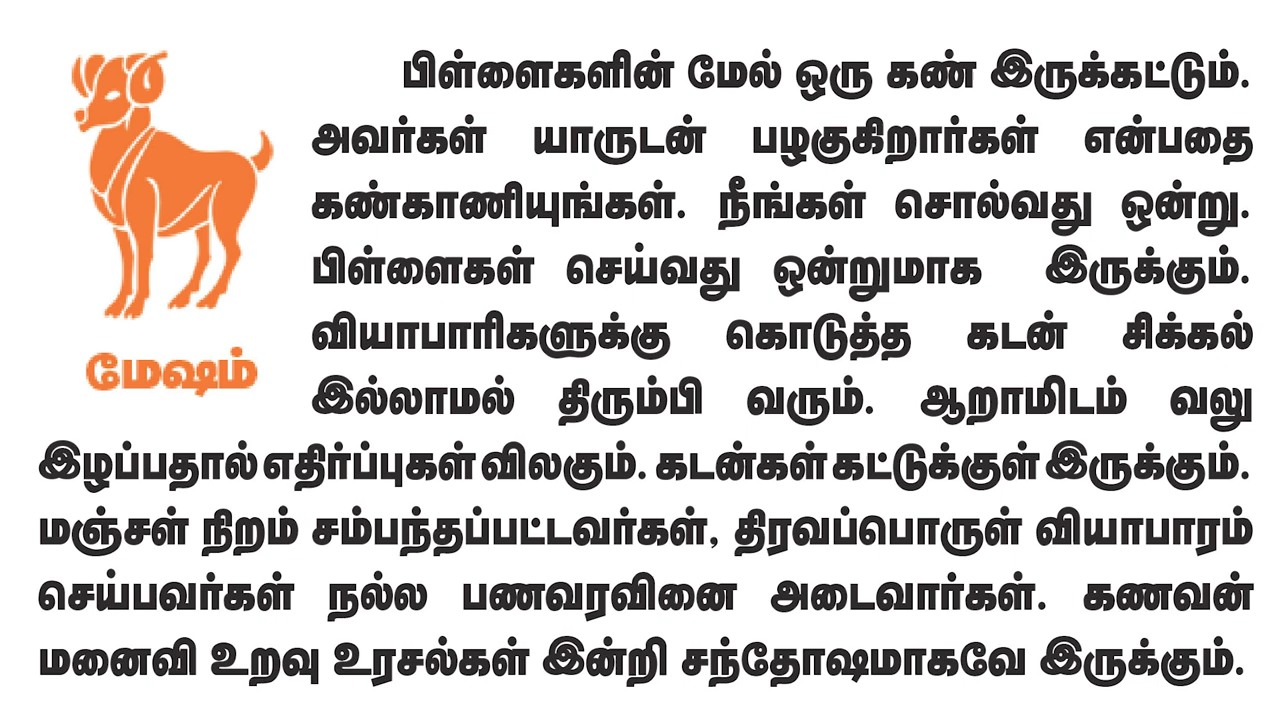 பிள்ளைகளின் மேல் ஒரு கண் இருக்கட்டும்.
அவர்கள் யாருடன் பழகுகிறார்கள் என்பதை
கண்காணியுங்கள். நீங்கள் சொல்வது ஒன்று.
பிள்ளைகள் செய்வது ஒன்றுமாக இருக்கும்.
வியாபாரிகளுக்கு கொடுத்த கடன் சிக்கல்
மேஷம்
இல்லாமல் திரும்பி வரும். ஆறாமிடம் வலு
இழப்பதால் எதிர்ப்புகள் விலகும். கடன்கள் கட்டுக்குள் இருக்கும்.
மஞ்சள் நிறம் சம்பந்தப்பட்டவர்கள், திரவப்பொருள் வியாபாரம்
செய்பவர்கள் நல்ல பணவரவினை அடைவார்கள். கணவன்
மனைவி உறவு உரசல்கள் இன்றி சந்தோஷமாகவே இருக்கும்.